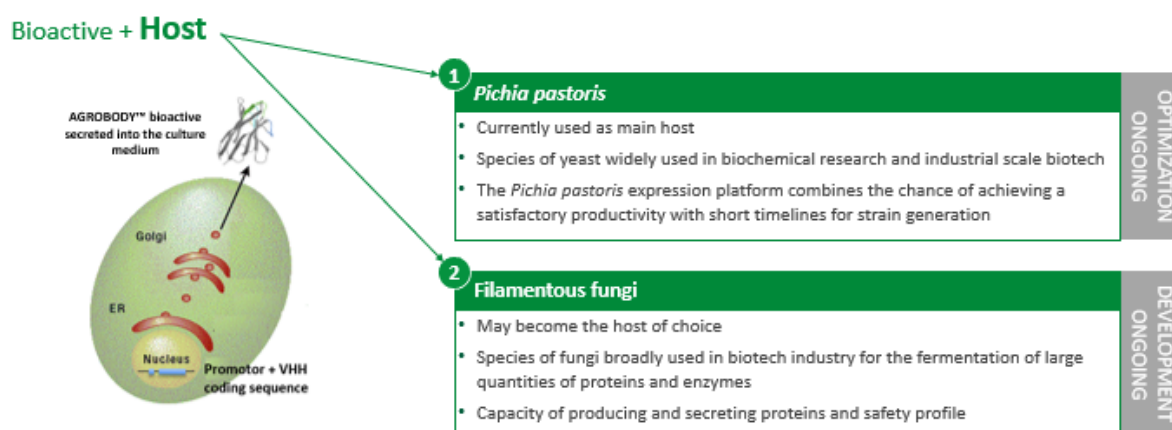 Bioactive + Host
AGROBODY™ bioactive
secreted into the culture
medium
Golgi
ER
Nucleus
Promotor + VHH
coding sequence
1
Pichia pastoris
• Currently used as main host
• Species of yeast widely used in biochemical research and industrial scale biotech
• The Pichia pastoris expression platform combines the chance of achieving a
satisfactory productivity with short timelines for strain generation
OPTIMIZATION
ONGOING
2
Filamentous fungi
• May become the host of choice
• Species of fungi broadly used in biotech industry for the fermentation of large
quantities of proteins and enzymes
• Capacity of producing and secreting proteins and safety profile
DEVELOPMENT
ONGOING